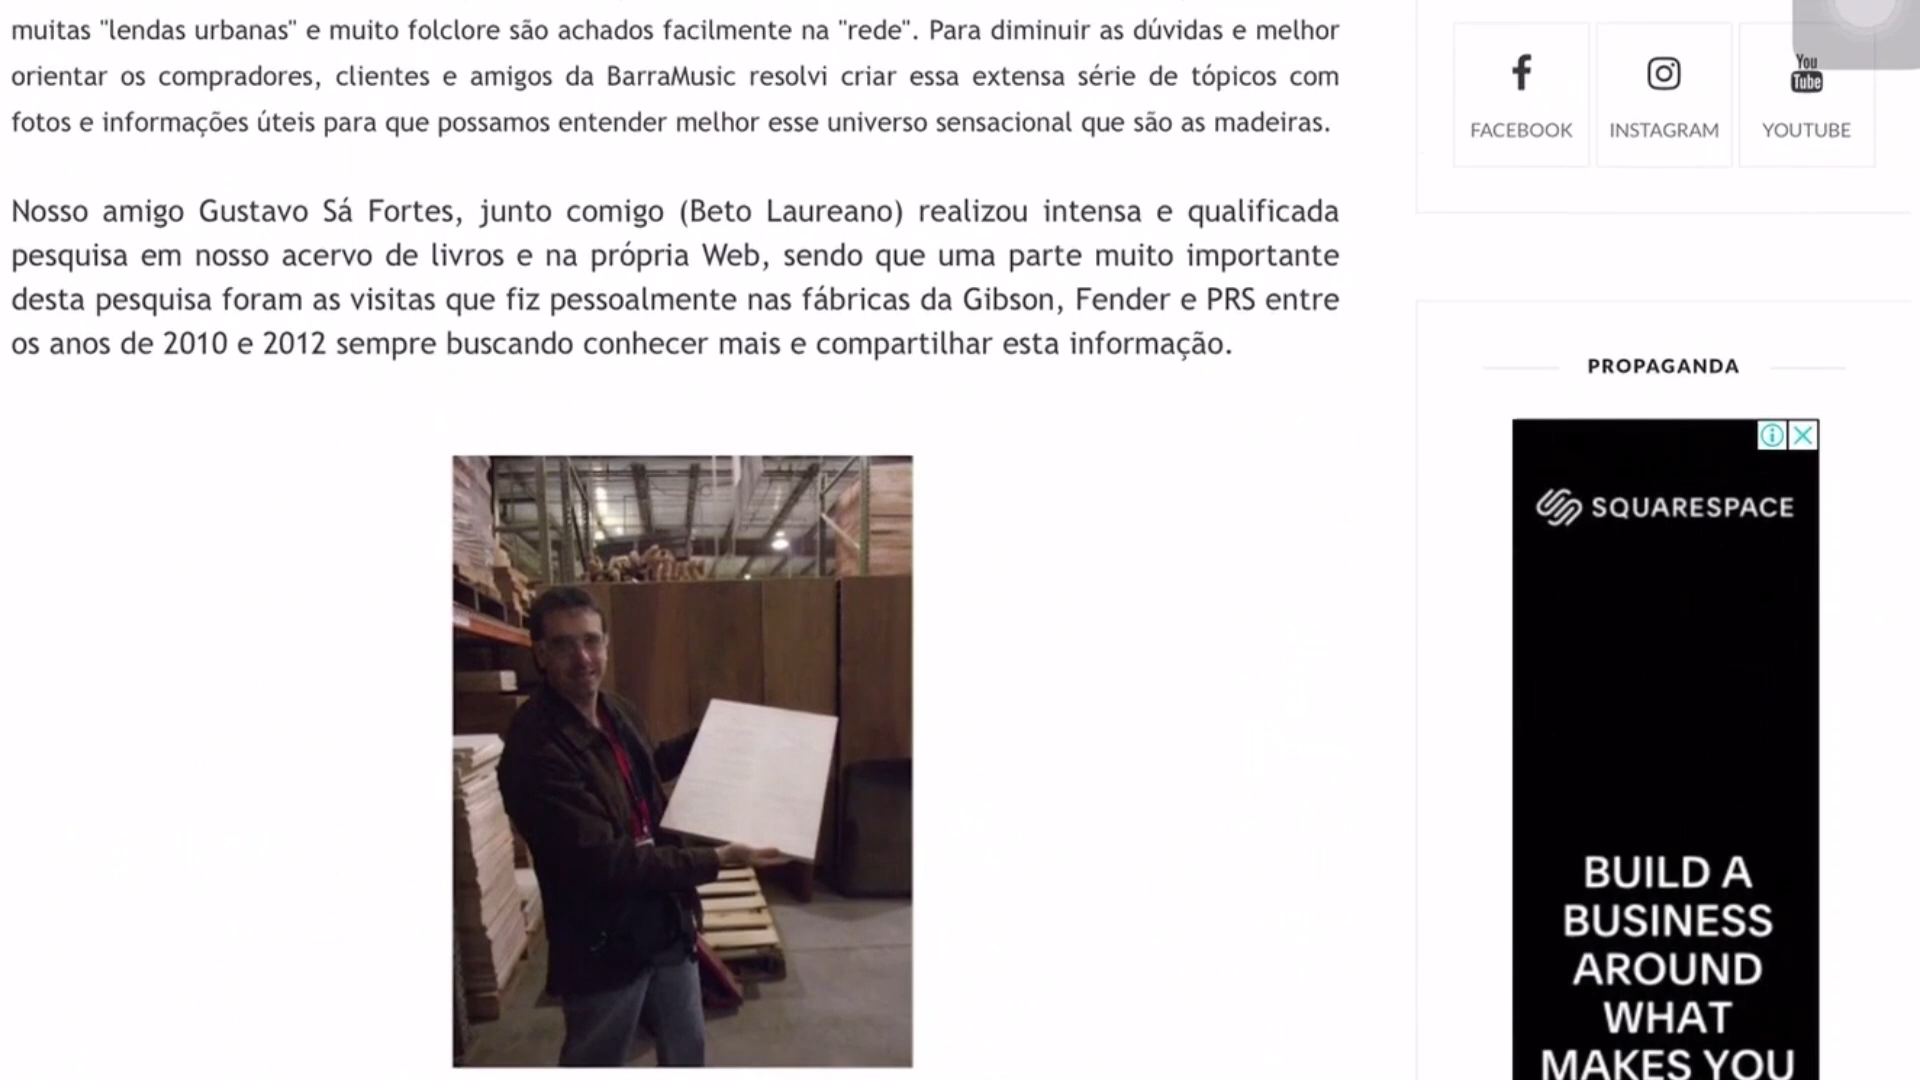 muitas "lendas urbanas" e muito folclore são achados facilmente na "rede". Para diminuir as dúvidas e melhor
orientar os compradores, clientes e amigos da BarraMusic resolvi criar essa extensa série de tópicos com
fotos e informações úteis para que possamos entender melhor esse universo sensacional que são as madeiras.
Nosso amigo Gustavo Sá Fortes, junto comigo (Beto Laureano) realizou intensa e qualificada
pesquisa em nosso acervo de livros e na própria Web, sendo que uma parte muito importante
desta pesquisa foram as visitas que fiz pessoalmente nas fábricas da Gibson, Fender e PRS entre
os anos de 2010 e 2012 sempre buscando conhecer mais e compartilhar esta informação.
You
Tube
FACEBOOK INSTAGRAM YOUTUBE
PROPAGANDA
SQUARESPACE
BUILD A
BUSINESS
AROUND
WHAT
MAKES YOU